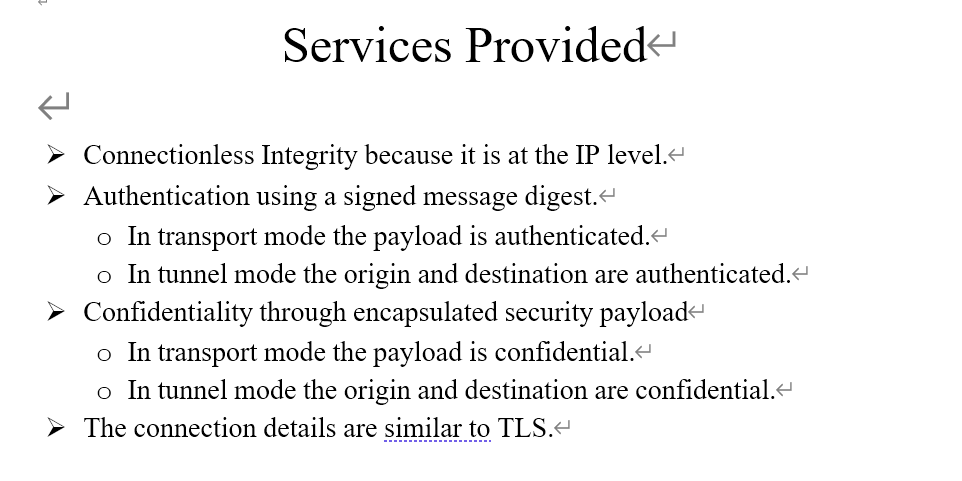 Services Provided
Connectionless Integrity because it is at the IP level.
Authentication using a signed message digest.
In transport mode the payload is authenticated.
In tunnel mode the origin and destination are authenticated.
Confidentiality through encapsulated security payload
In transport mode the payload is confidential.
In tunnel mode the origin and destination are confidential.
The connection details are similar to TLS.